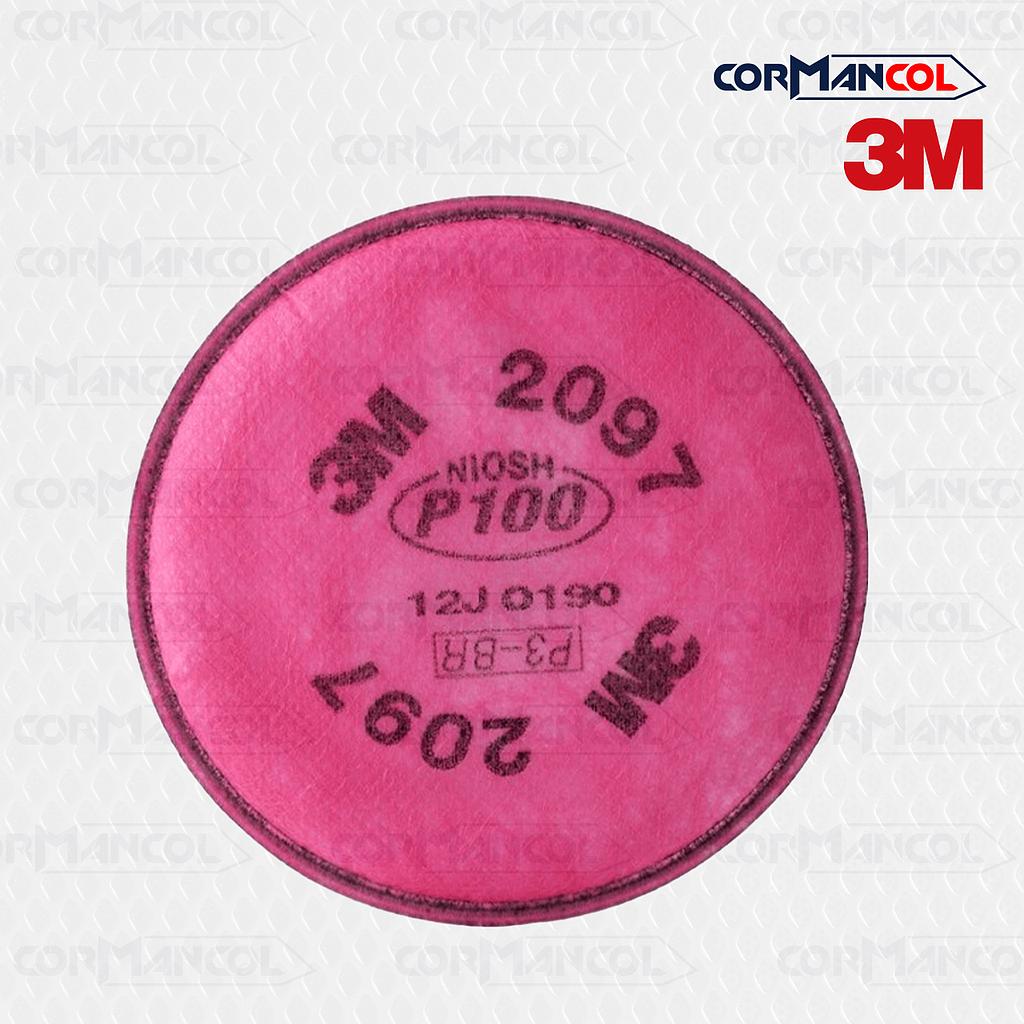 CORMANCOL
3M
3M 2097
NIOSH
P100
12J 0190
P3-BR
3M 2097